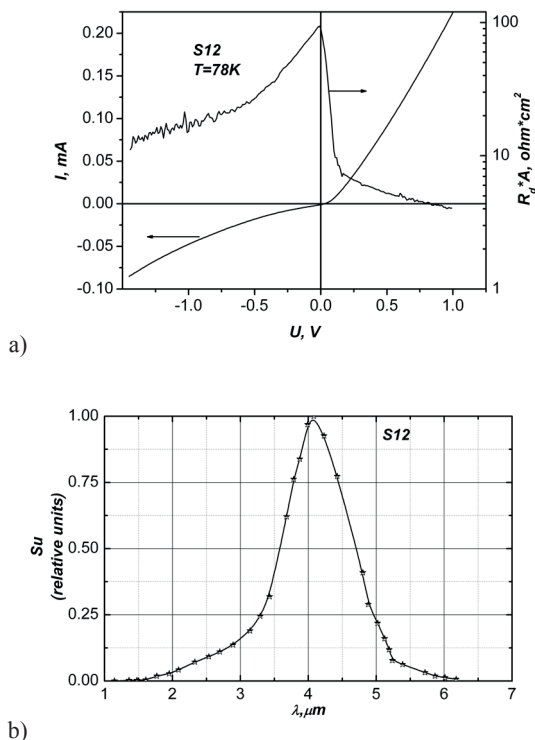 S12
T=78K
I, mA
0.20
0.15
0.10
0.05
0.00
-0.05
-0.10
100
10
1
R_d*A, ohm*cm^2
-1.0 -0.5 0.0 0.5 1.0
U, V
a)
S12
Su
(relative units)
1.00
0.75
0.50
0.25
0.00
1 2 3 4 5 6 7
λ,μm
b)